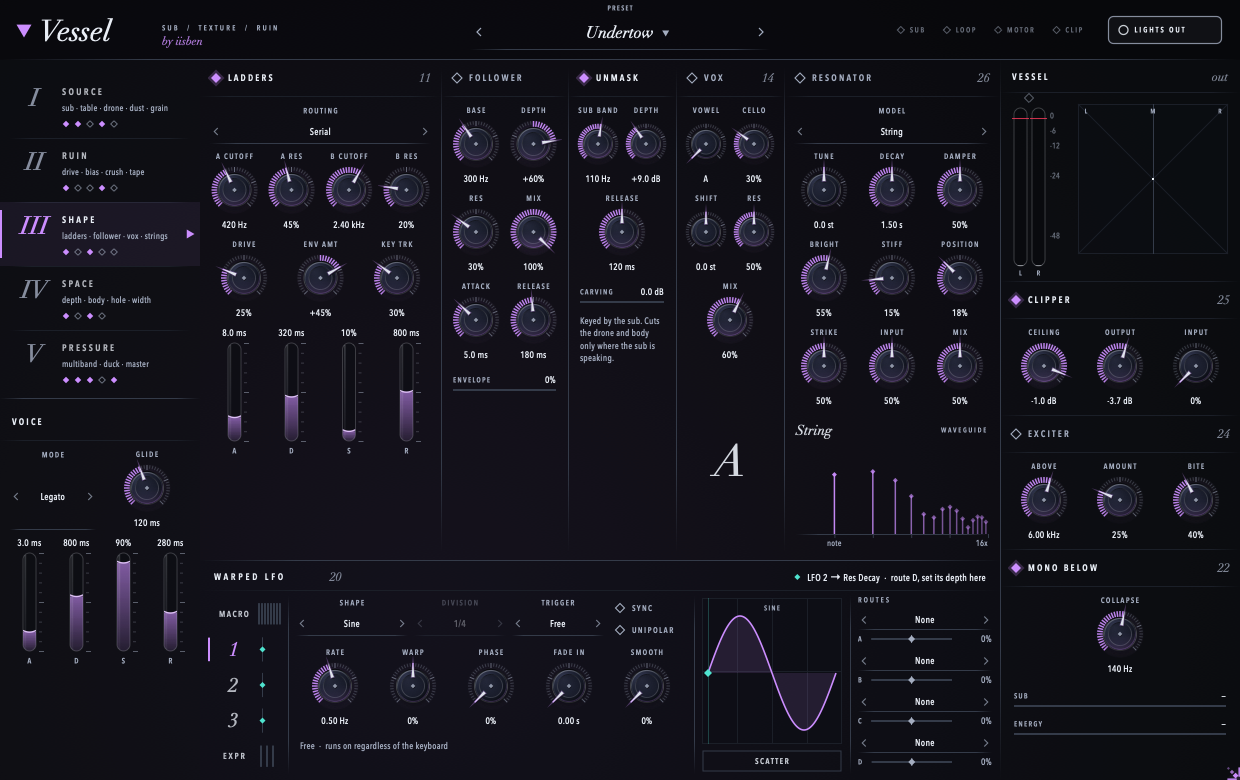 PRESET
Vessel
SUB / TEXTURE / RUIN
by iisben
Undertow
SUB LOOP MOTOR CLIP
LIGHTS OUT
I SOURCE
sub · table · drone · dust · grain
II RUIN
drive · bias · crush · tape
III SHAPE
ladders · follower · vox · strings
IV SPACE
depth · body · hole · width
V PRESSURE
multiband · duck · master
VOICE
MODE GLIDE
Legato
120 ms
3.0 ms 800 ms 90% 280 ms
A D S R
LADDERS 11
ROUTING
Serial
A CUTOFF A RES B CUTOFF B RES
420 Hz 45% 2.40 kHz 20%
DRIVE ENV AMT KEY TRK
25% +45% 30%
8.0 ms 320 ms 10% 800 ms
A D S R
FOLLOWER
BASE DEPTH
300 Hz +60%
RES MIX
30% 100%
ATTACK RELEASE
5.0 ms 180 ms
ENVELOPE 0%
UNMASK
SUB BAND DEPTH
110 Hz +9.0 dB
RELEASE
120 ms
CARVING 0.0 dB
Keyed by the sub. Cuts
the drone and body
only where the sub is
speaking.
VOX 14
VOWEL CELLO
A 30%
SHIFT RES
0.0 st 50%
MIX
60%
A
RESONATOR 26
MODEL
String
TUNE DECAY DAMPER
0.0 st 1.50 s 50%
BRIGHT STIFF POSITION
55% 15% 18%
STRIKE INPUT MIX
50% 50% 50%
String WAVEGUIDE
note 16x
VESSEL out
0
-6
-12
-24
-48
L R
L M R
CLIPPER 25
CEILING OUTPUT INPUT
-1.0 dB -3.7 dB 0%
EXCITER 24
ABOVE AMOUNT BITE
6.00 kHz 25% 40%
MONO BELOW 22
COLLAPSE
140 Hz
SUB –
ENERGY –
WARPED LFO 20
LFO 2 → Res Decay · route D, set its depth here
MACRO
1
2
3
EXPR
SHAPE DIVISION TRIGGER
Sine 1/4 Free
SYNC
UNIPOLAR
RATE WARP PHASE FADE IN SMOOTH
0.50 Hz 0% 0% 0.00 s 0%
Free · runs on regardless of the keyboard
SINE
SCATTER
ROUTES
None
A 0%
None
B 0%
None
C 0%
None
D 0%